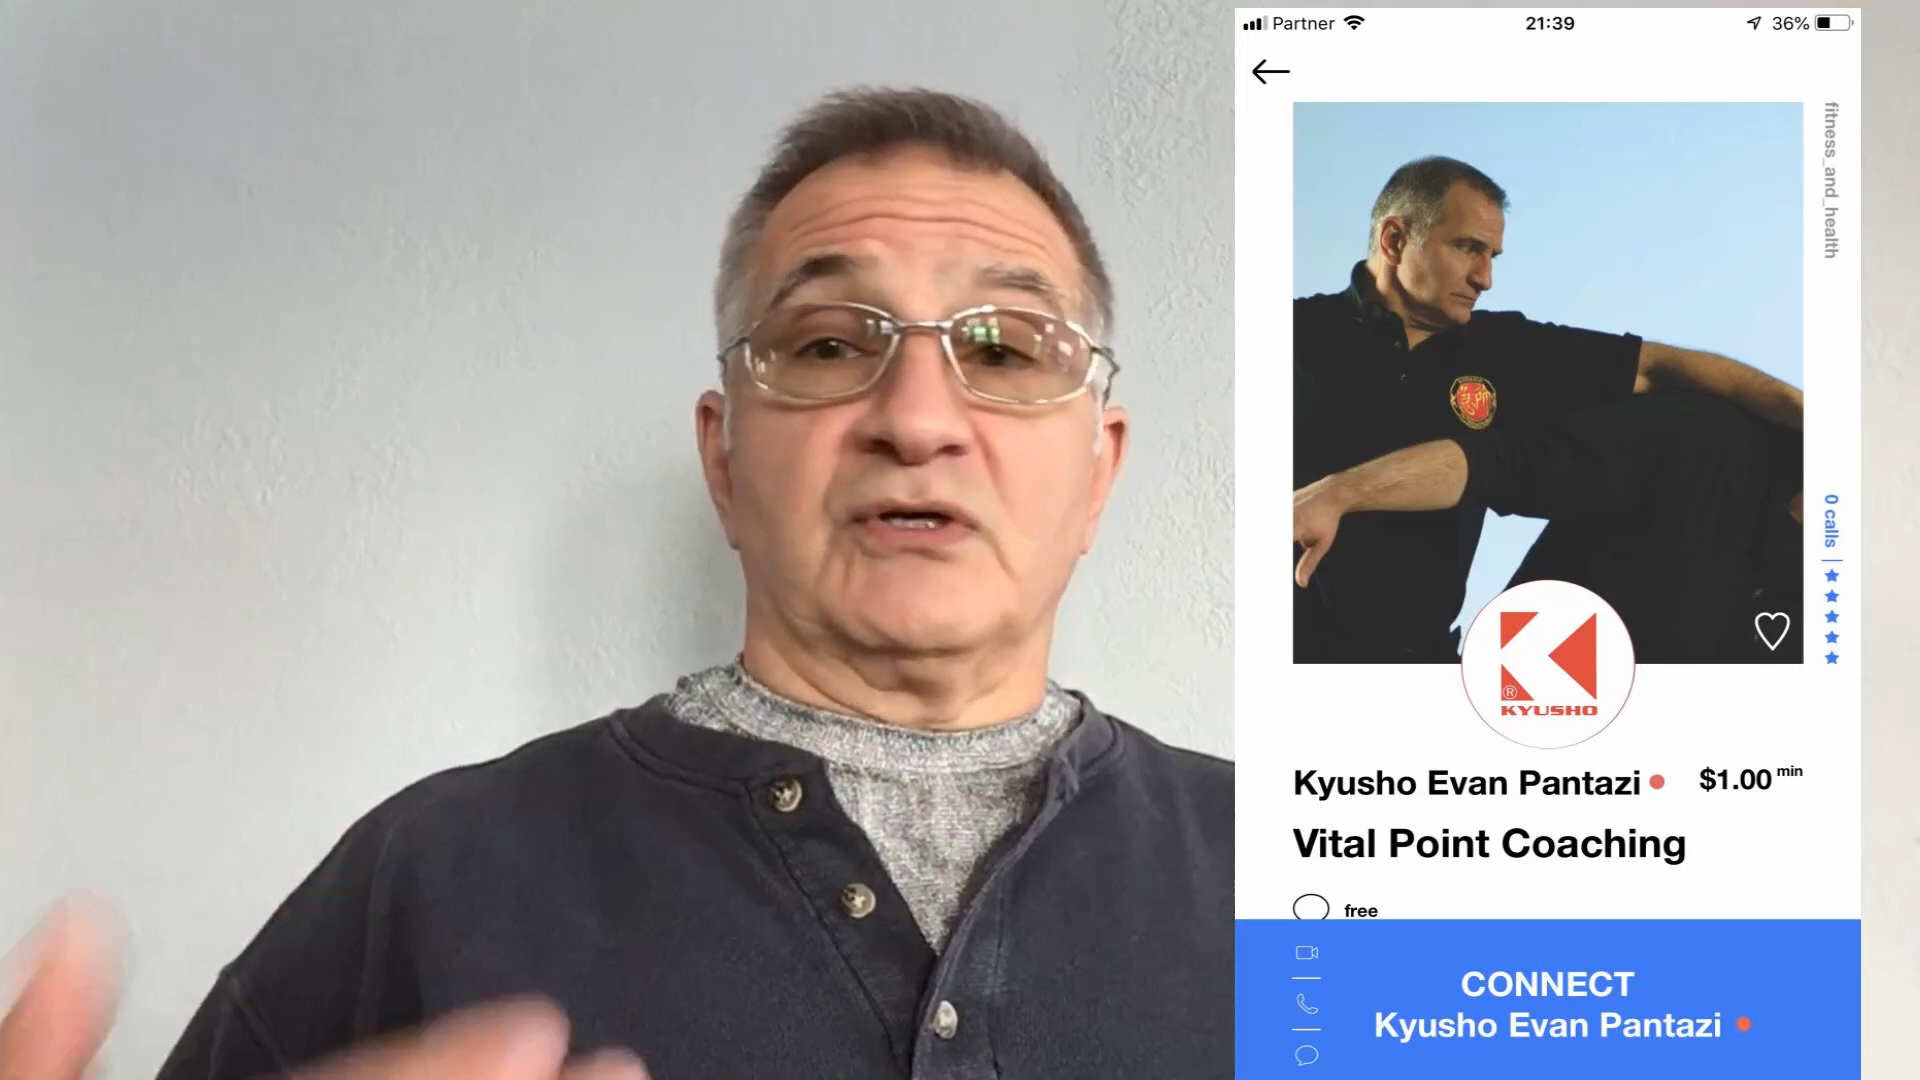 Partner
21:39
36%
fitness_and_health
0 calls
®
KYUSHO
Kyusho Evan Pantazi
$1.00 min
Vital Point Coaching
free
CONNECT
Kyusho Evan Pantazi